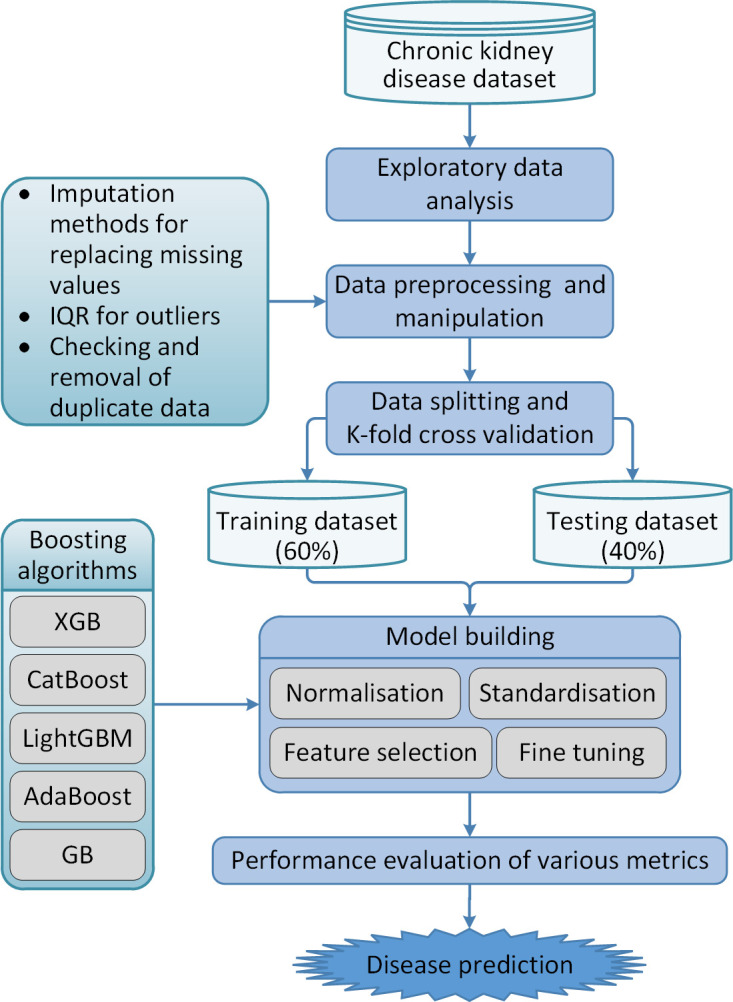 Chronic kidney
disease dataset
Exploratory data
analysis
• Imputation
methods for
replacing missing
values
• IQR for outliers
• Checking and
removal of
duplicate data
Data preprocessing and
manipulation
Data splitting and
K-fold cross validation
Training dataset
(60%)
Testing dataset
(40%)
Boosting
algorithms
XGB
CatBoost
LightGBM
AdaBoost
GB
Model building
Normalisation
Standardisation
Feature selection
Fine tuning
Performance evaluation of various metrics
Disease prediction